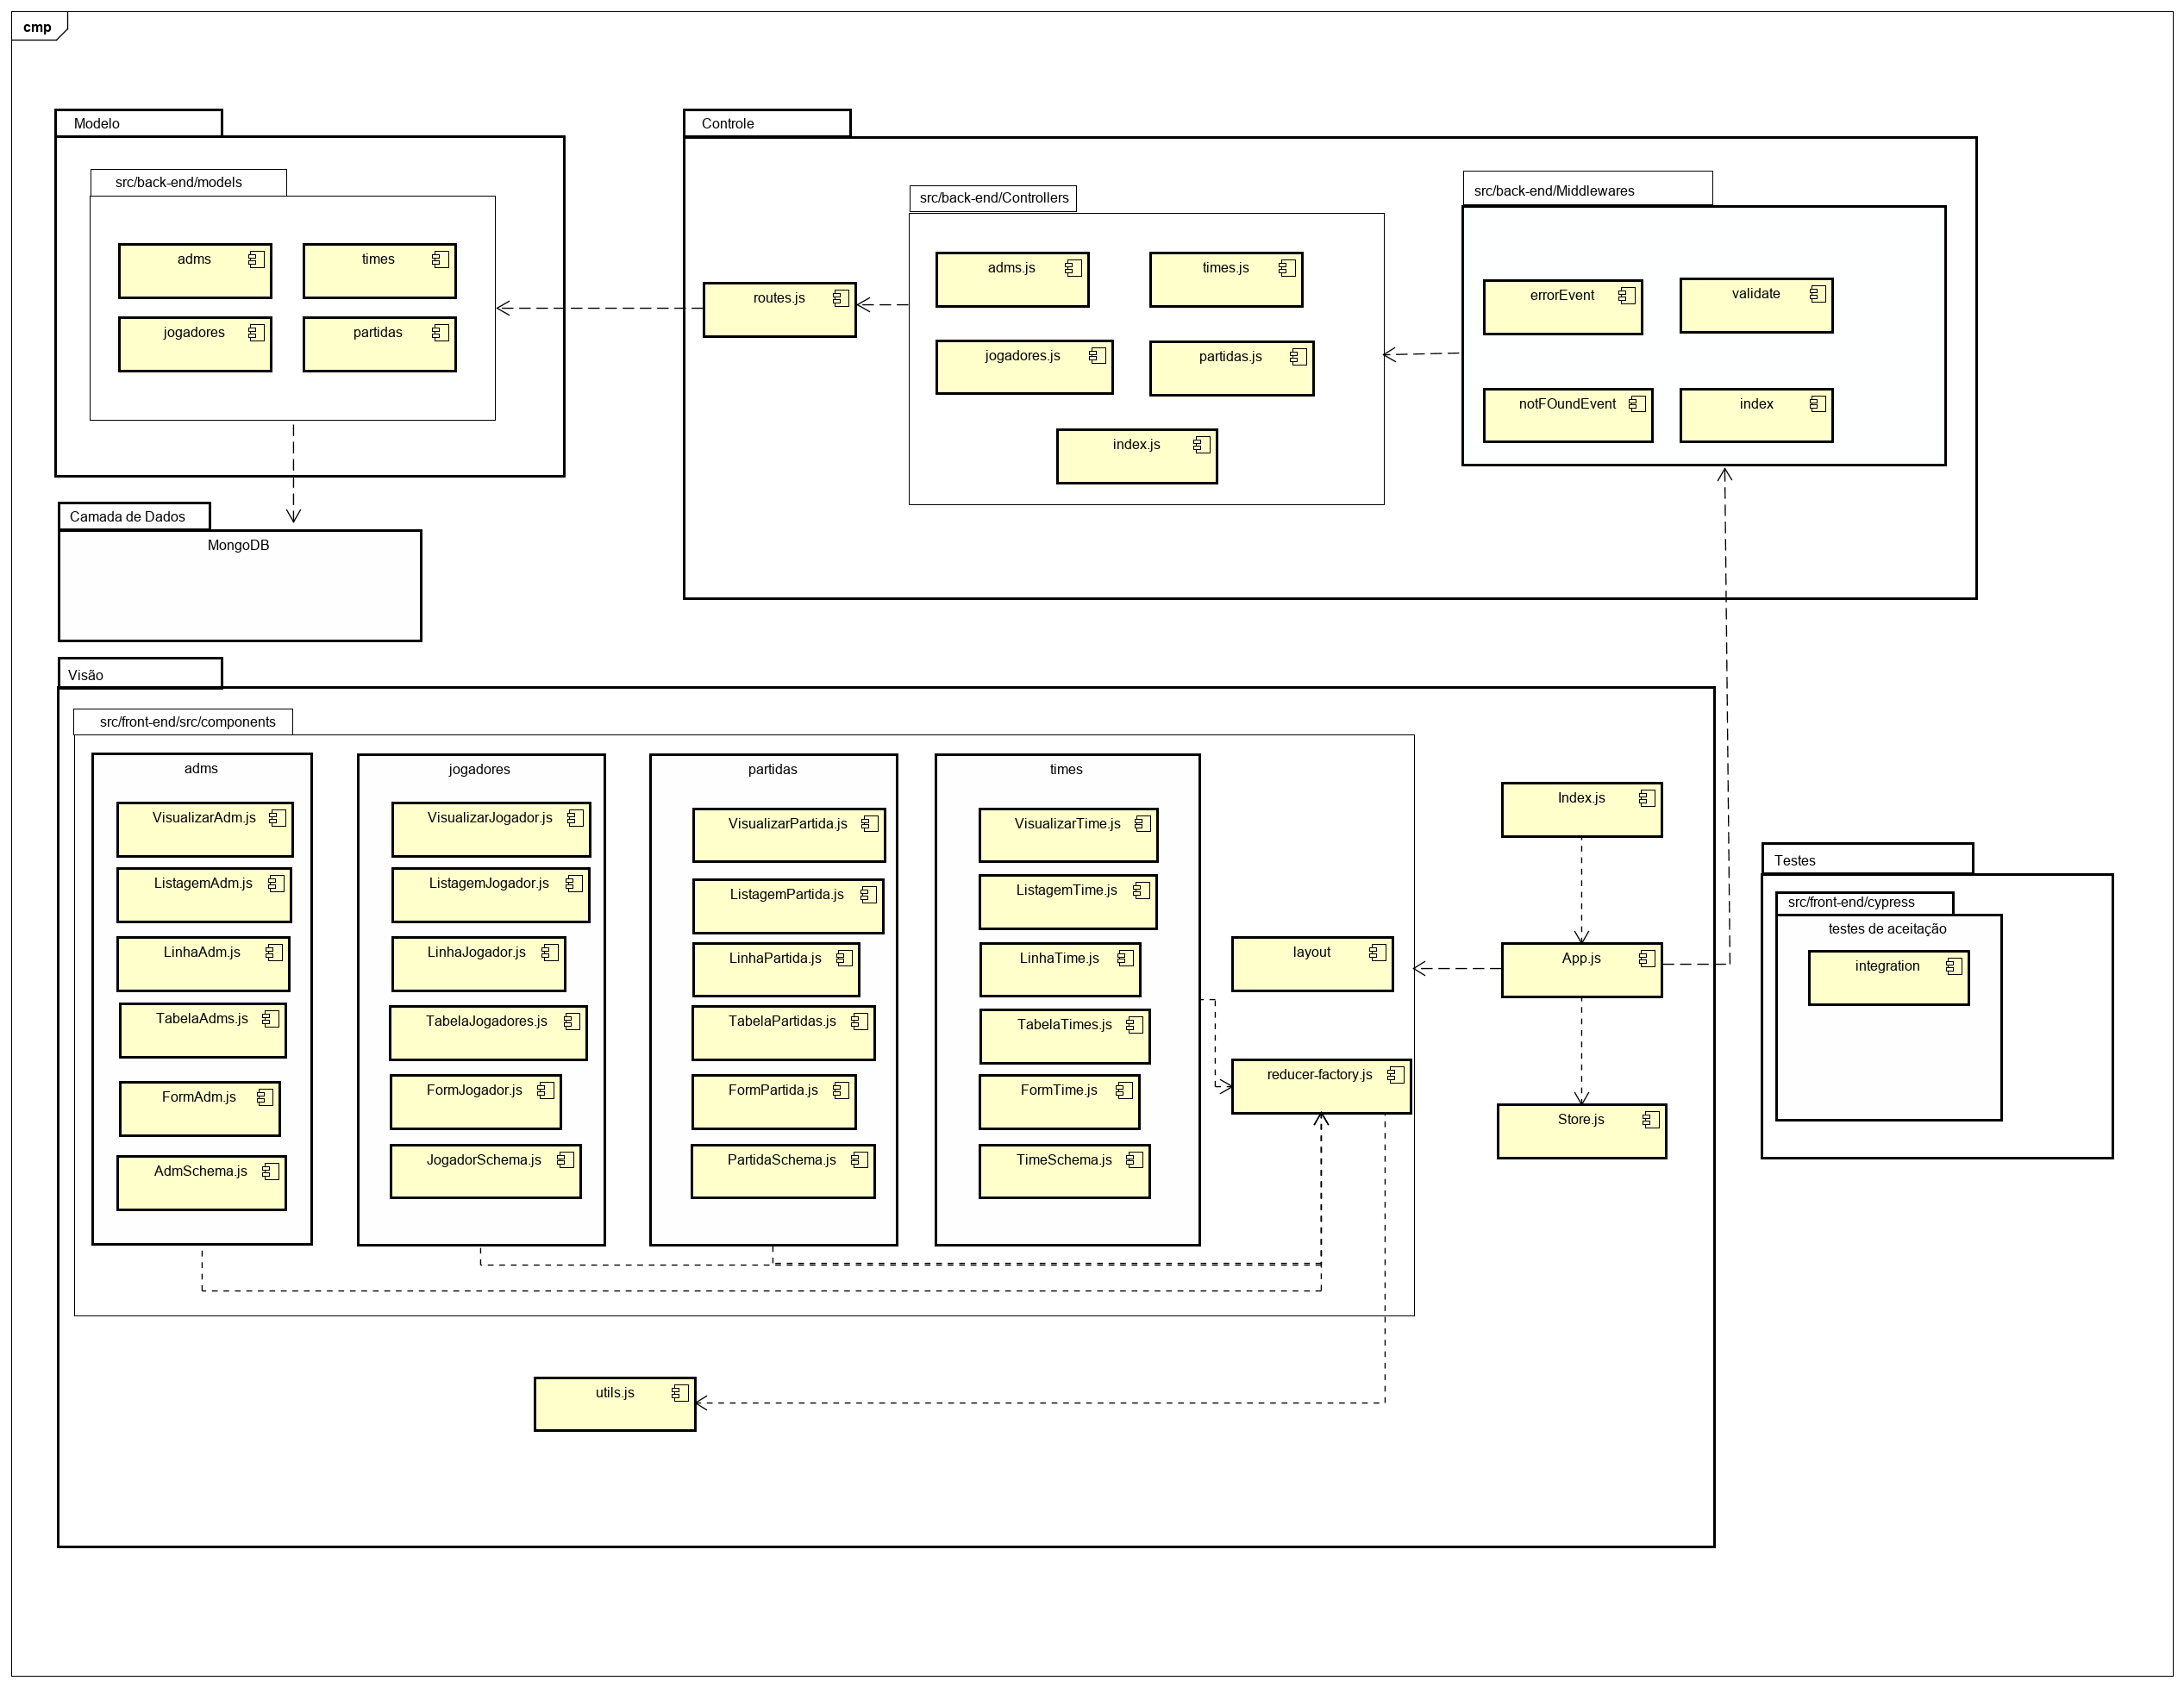 cmp
Modelo
src/back-end/models
adms
times
jogadores
partidas
Camada de Dados
MongoDB
Controle
routes.js
src/back-end/Controllers
adms.js
times.js
jogadores.js
partidas.js
index.js
src/back-end/Middlewares
errorEvent
validate
notFOundEvent
index
Visão
src/front-end/src/components
adms
VisualizarAdm.js
ListagemAdm.js
LinhaAdm.js
TabelaAdms.js
FormAdm.js
AdmSchema.js
jogadores
VisualizarJogador.js
ListagemJogador.js
LinhaJogador.js
TabelaJogadores.js
FormJogador.js
JogadorSchema.js
partidas
VisualizarPartida.js
ListagemPartida.js
LinhaPartida.js
TabelaPartidas.js
FormPartida.js
PartidaSchema.js
times
VisualizarTime.js
ListagemTime.js
LinhaTime.js
TabelaTimes.js
FormTime.js
TimeSchema.js
layout
reducer-factory.js
Index.js
App.js
Store.js
utils.js
Testes
src/front-end/cypress
testes de aceitação
integration